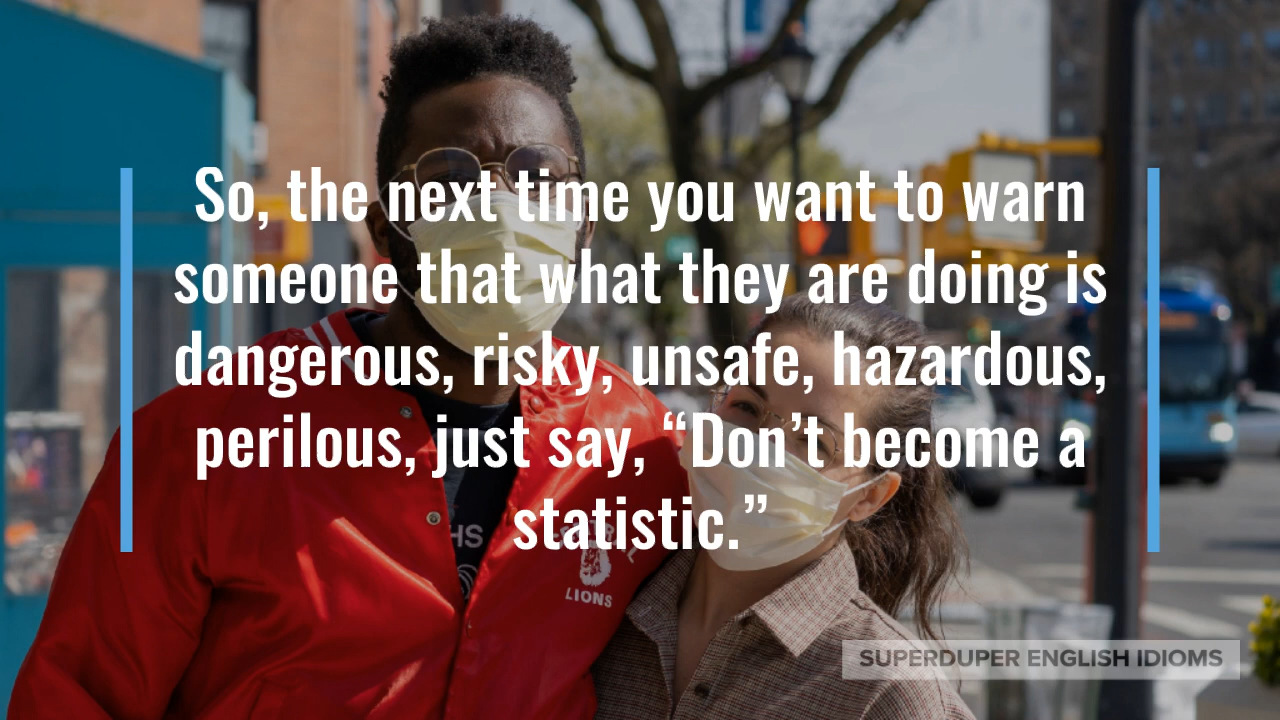 So, the next time you want to warn
someone that what they are doing is
dangerous, risky, unsafe, hazardous,
perilous, just say, “Don’t become a
statistic.”
HS
LIONS
SUPERDUPER ENGLISH IDIOMS